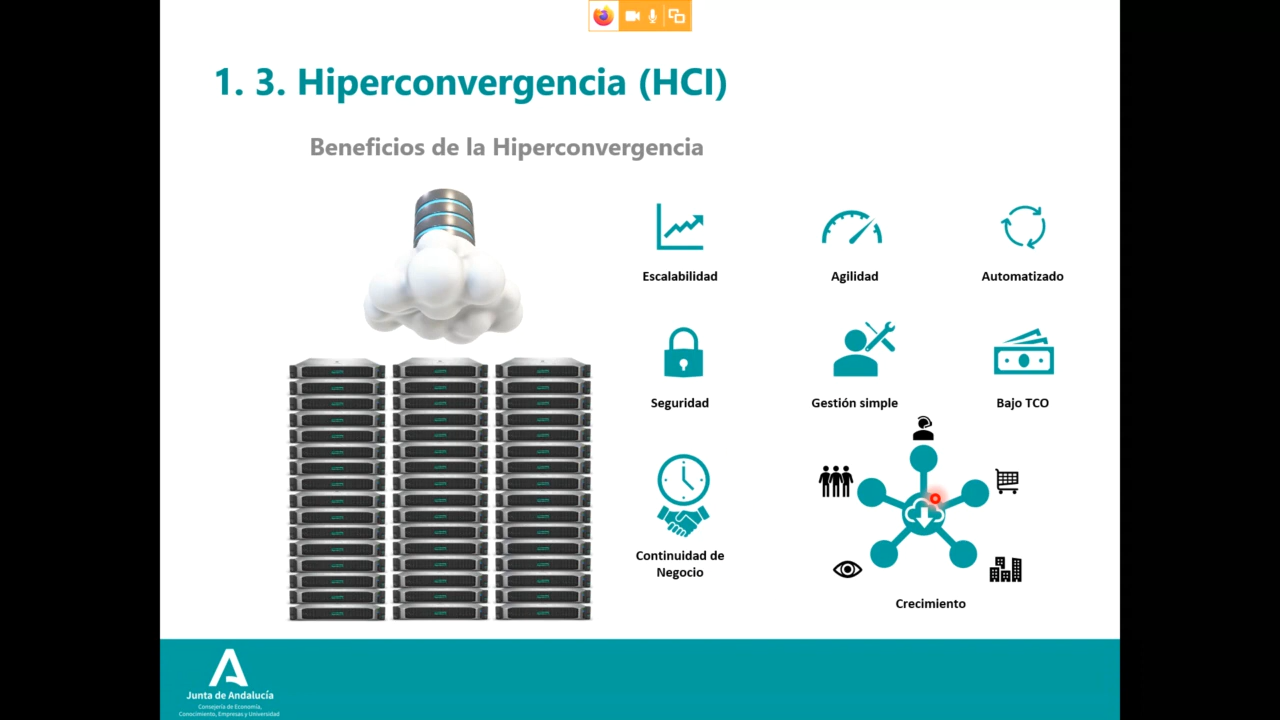 1. 3. Hiperconvergencia (HCI)
Beneficios de la Hiperconvergencia
Escalabilidad
Agilidad
Automatizado
Seguridad
Gestión simple
Bajo TCO
Continuidad de
Negocio
Crecimiento
Junta de Andalucía
Consejería de Economía,
Conocimiento, Empresas y Universidad